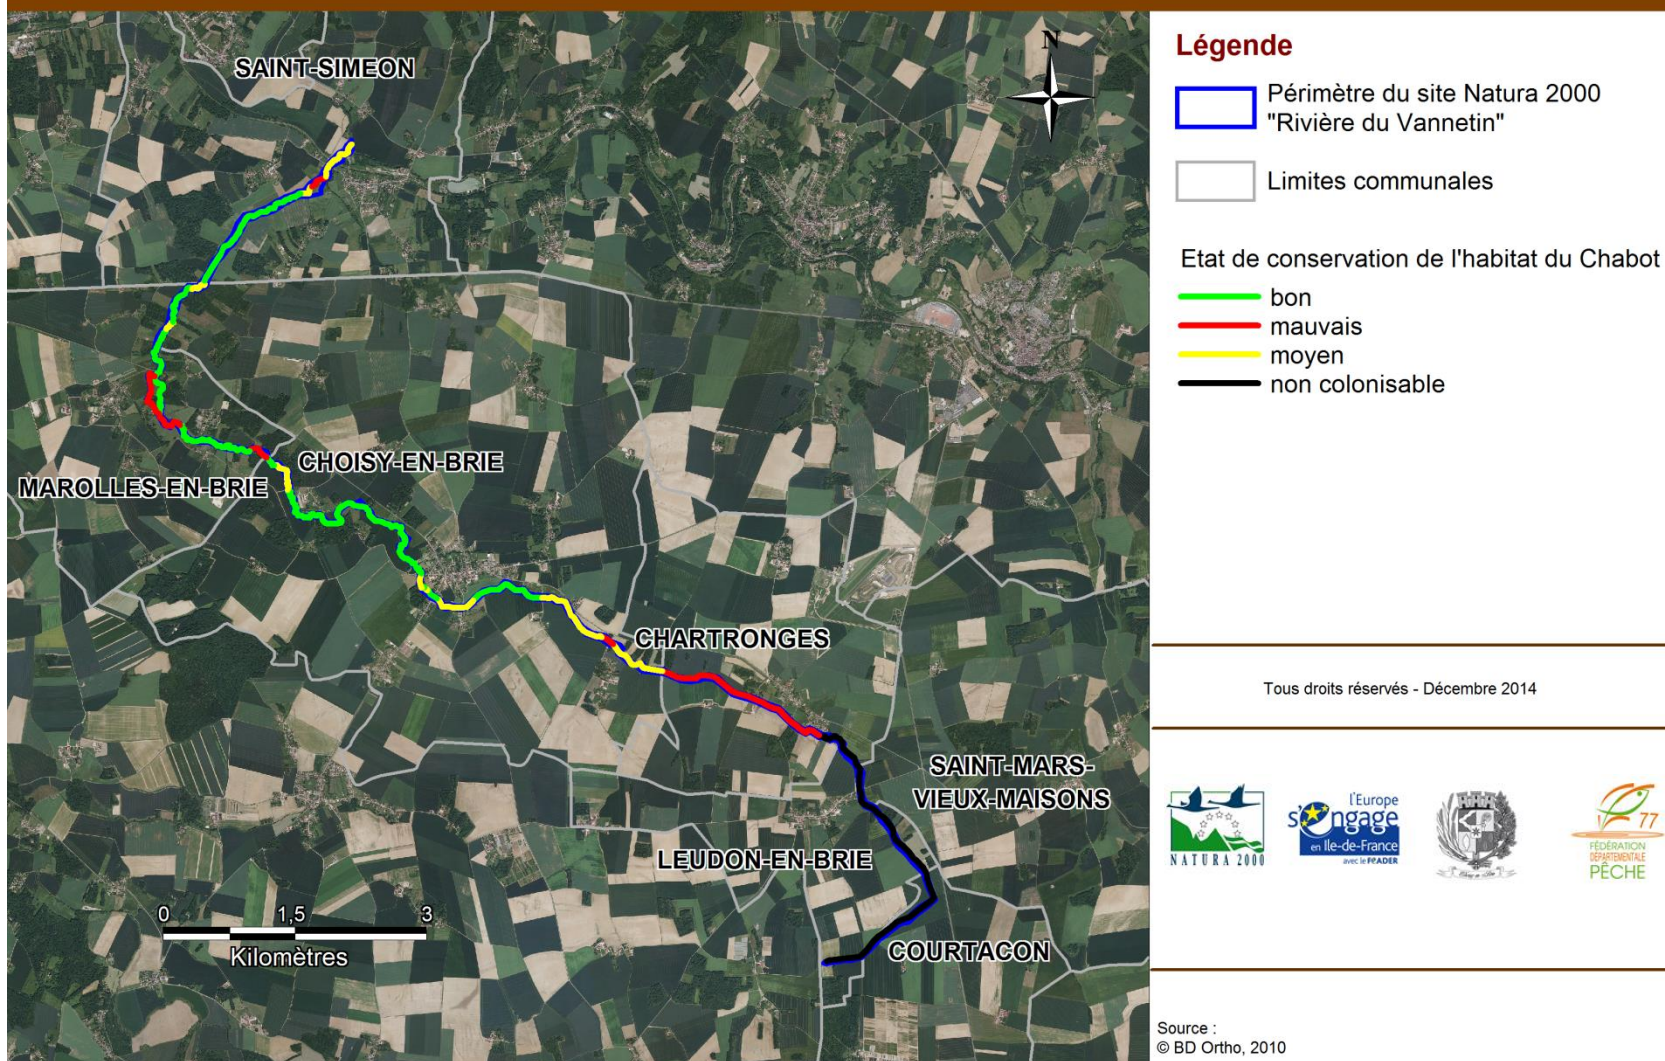 SAINT-SIMEON
N
CHOISY-EN-BRIE
MAROLLES-EN-BRIE
CHARTRONGES
SAINT-MARS-
VIEUX-MAISONS
LEUDON-EN-BRIE
COURTACON
0 1,5 3
Kilomètres
Légende
Périmètre du site Natura 2000
"Rivière du Vannetin"
Limites communales
Etat de conservation de l'habitat du Chabot
bon
mauvais
moyen
non colonisable
Tous droits réservés - Décembre 2014
NATURA 2000
l'Europe
s'engage
en Ile-de-France
avec le FEADER
77
FÉDÉRATION
DÉPARTEMENTALE
PÊCHE
Source :
© BD Ortho, 2010